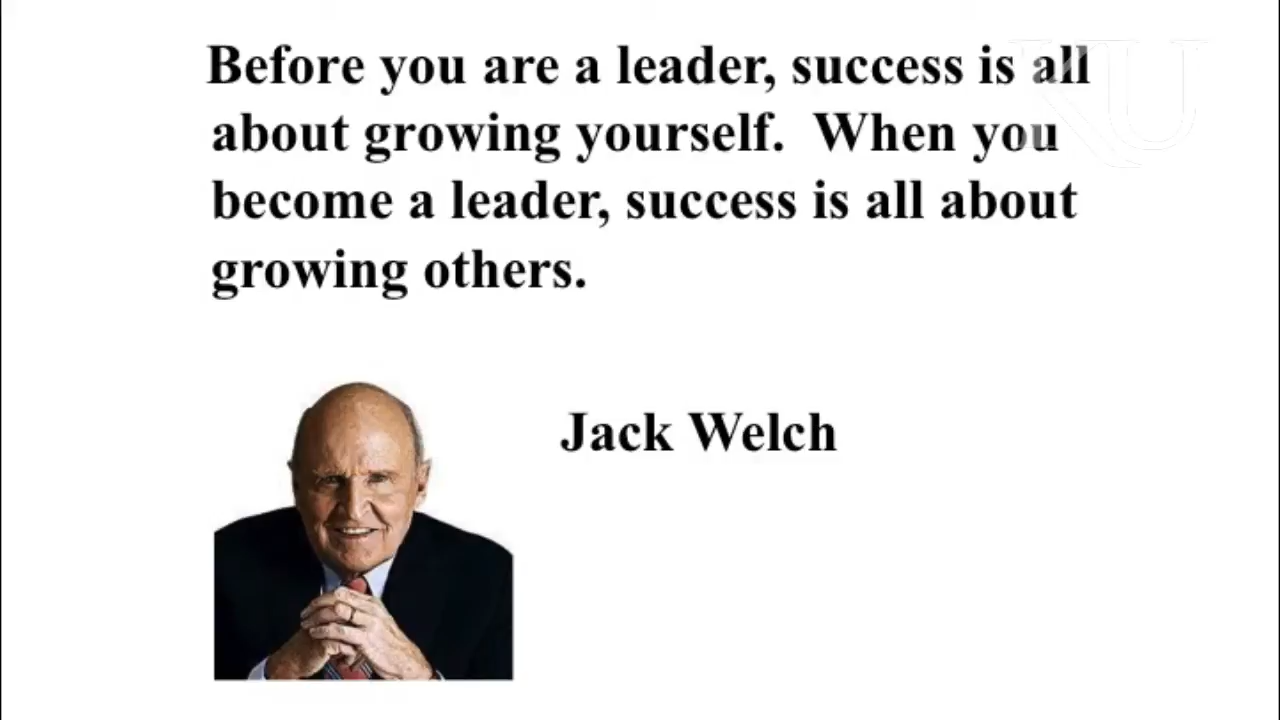 KU
Before you are a leader, success is all
about growing yourself.  When you
become a leader, success is all about
growing others.
Jack Welch